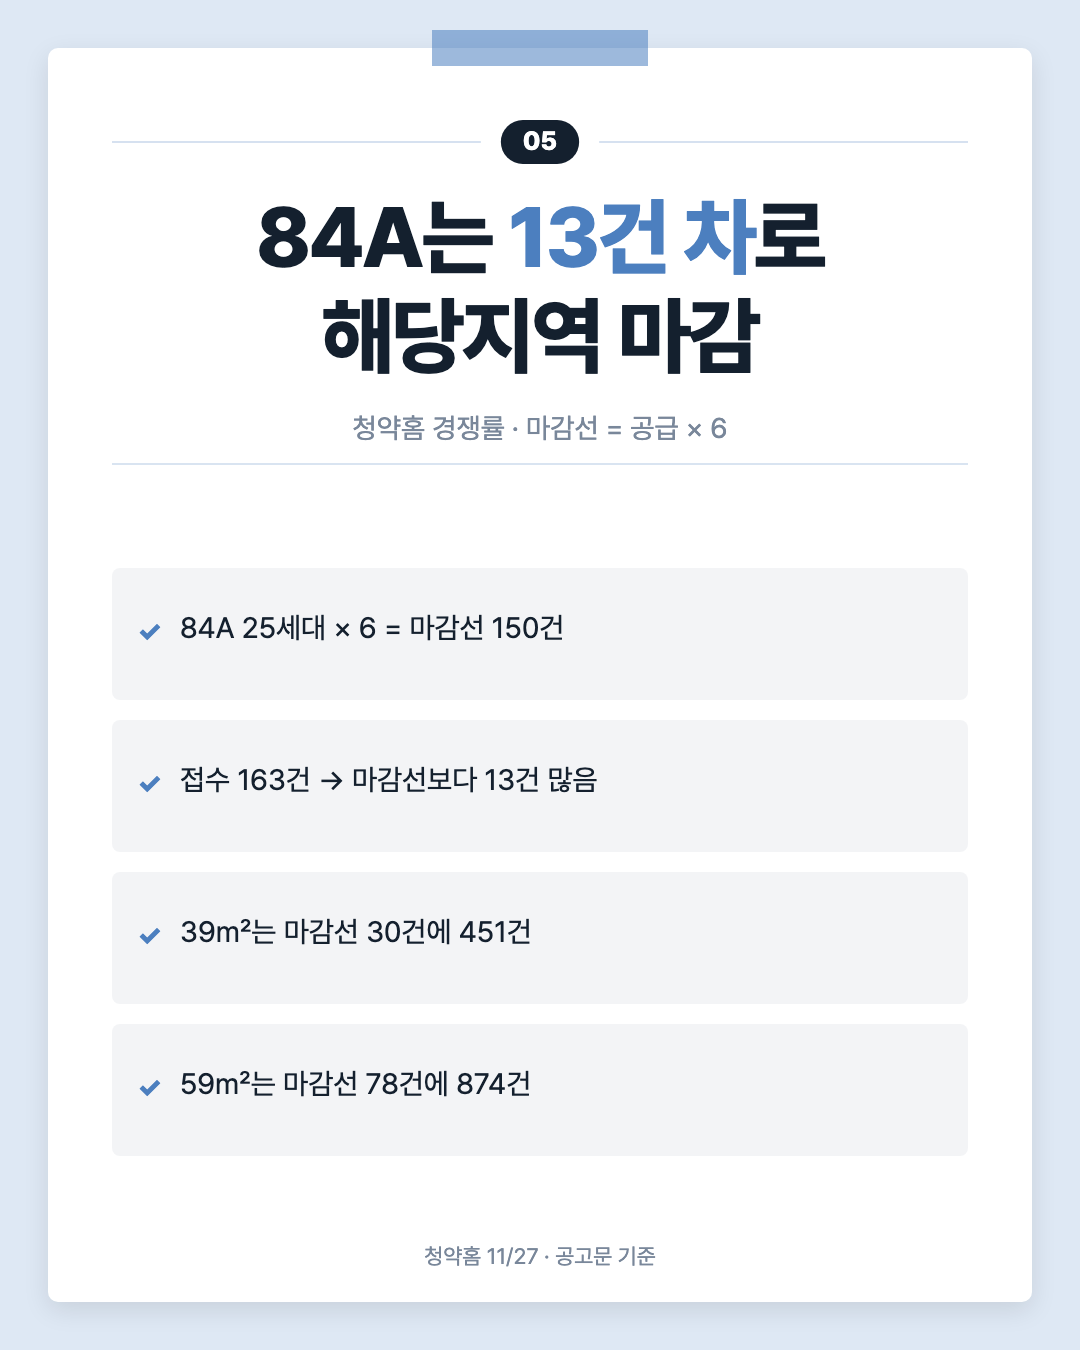 05
84A는 13건 차로
해당지역 마감
청약홈 경쟁률 · 마감선 = 공급 × 6
84A 25세대 × 6 = 마감선 150건
접수 163건 → 마감선보다 13건 많음
39m²는 마감선 30건에 451건
59m²는 마감선 78건에 874건
청약홈 11/27 · 공고문 기준